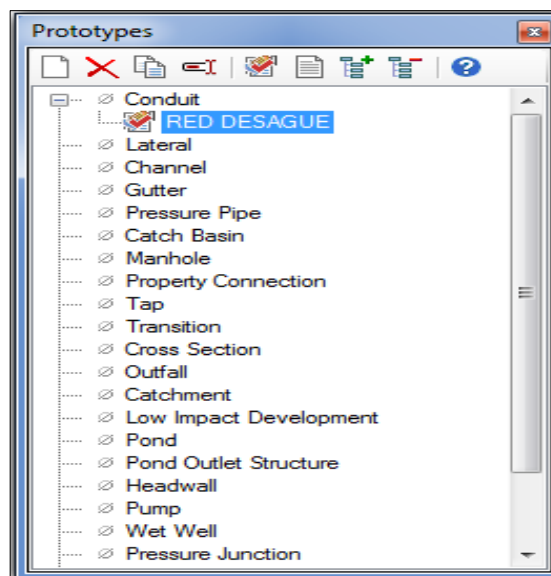 Prototypes
Conduit
RED DESAGUE
Lateral
Channel
Gutter
Pressure Pipe
Catch Basin
Manhole
Property Connection
Tap
Transition
Cross Section
Outfall
Catchment
Low Impact Development
Pond
Pond Outlet Structure
Headwall
Pump
Wet Well
Pressure Junction